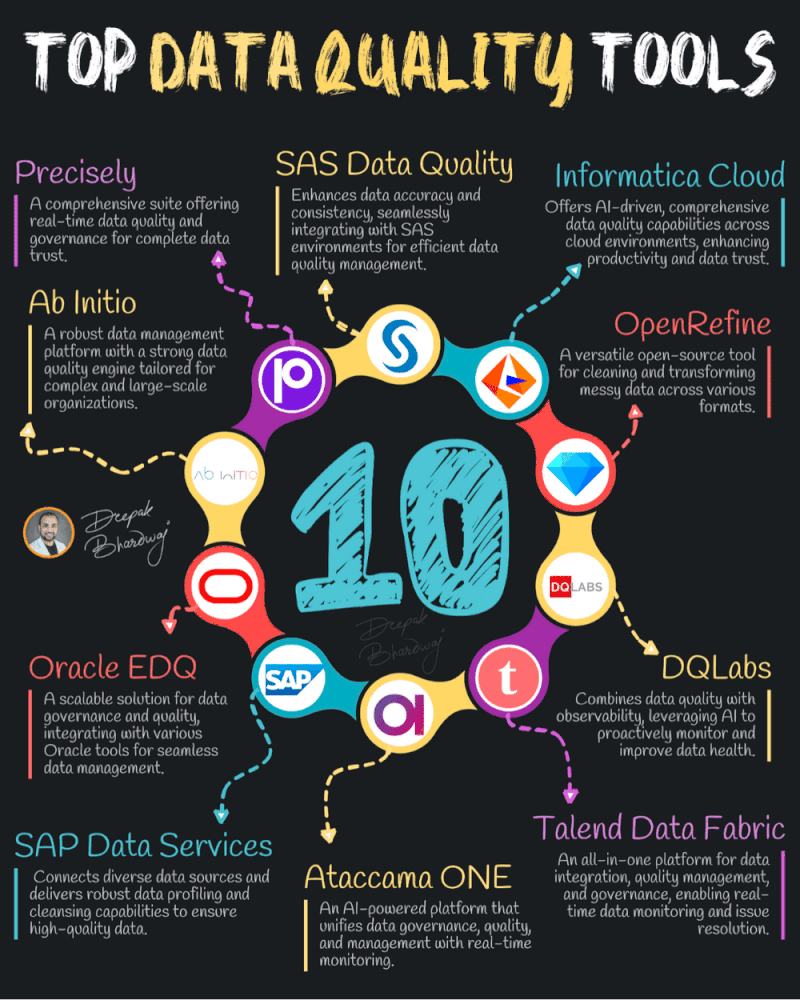 TOP DATA QUALITY TOOLS
Precisely
A comprehensive suite offering
real-time data quality and
governance for complete data
trust.
SAS Data Quality
Enhances data accuracy and
consistency, seamlessly
integrating with SAS
environments for efficient data
quality management.
Informatica Cloud
Offers AI-driven, comprehensive
data quality capabilities across
cloud environments, enhancing
productivity and data trust.
Ab Initio
A robust data management
platform with a strong data
quality engine tailored for
complex and large-scale
organizations.
OpenRefine
A versatile open-source tool
for cleaning and transforming
messy data across various
formats.
Ab INITIO
10
Deepak
Bhardwaj
DQLABS
Deepak
Bhardwaj
SAP
t
Oracle EDQ
A scalable solution for data
governance and quality,
integrating with various
Oracle tools for seamless
data management.
DQLabs
Combines data quality with
observability, leveraging AI to
proactively monitor and
improve data health.
SAP Data Services
Connects diverse data sources and
delivers robust data profiling and
cleansing capabilities to ensure
high-quality data.
Ataccama ONE
An AI-powered platform that
unifies data governance, quality,
and management with real-time
monitoring.
Talend Data Fabric
An all-in-one platform for data
integration, quality management,
and governance, enabling real-
time data monitoring and issue
resolution.